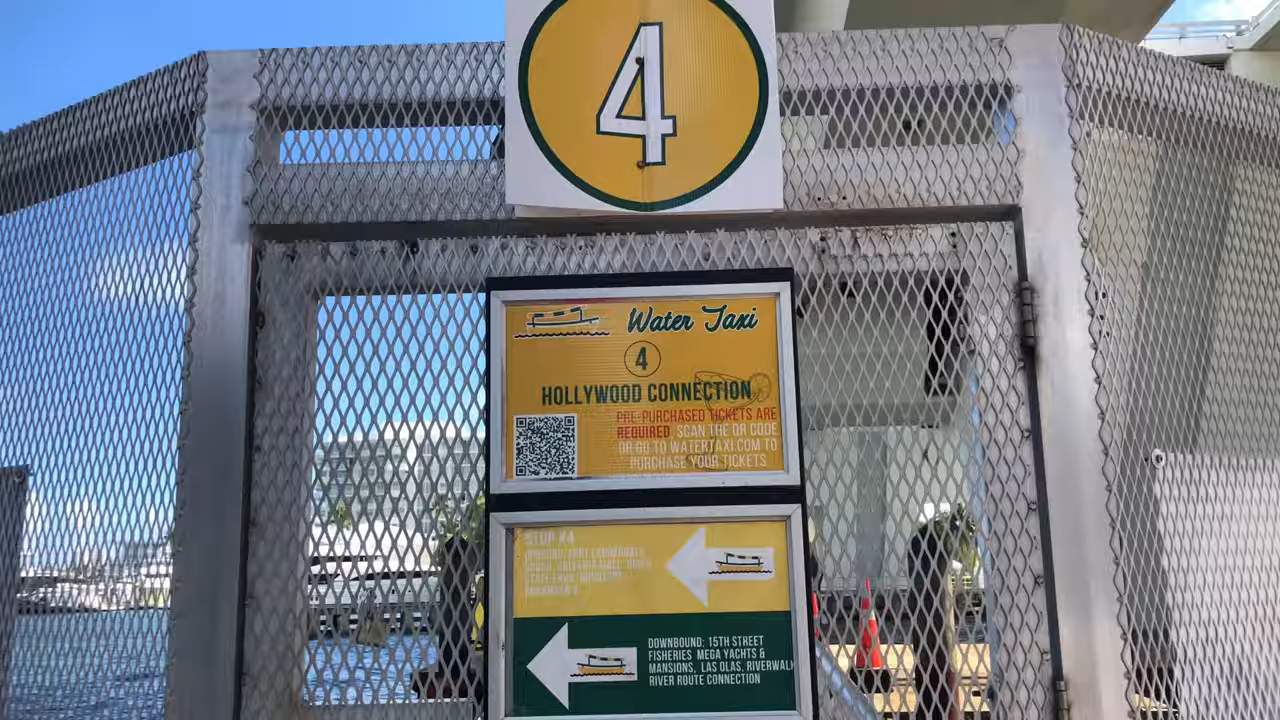 4
Water Taxi
4
HOLLYWOOD CONNECTION
PRE-PURCHASED TICKETS ARE
REQUIRED SCAN THE QR CODE
OR GO TO WATERTAXI.COM TO
PURCHASE YOUR TICKETS
STOP #4
DOWNBOUND: 15TH STREET
FISHERIES MEGA YACHTS &
MANSIONS, LAS OLAS, RIVERWALK
RIVER ROUTE CONNECTION